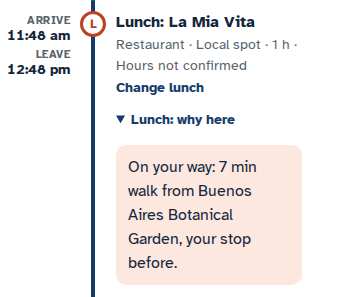 ARRIVE
11:48 am
LEAVE
12:48 pm
L
Lunch: La Mia Vita
Restaurant · Local spot · 1 h ·
Hours not confirmed
Change lunch
▼ Lunch: why here
On your way: 7 min
walk from Buenos
Aires Botanical
Garden, your stop
before.